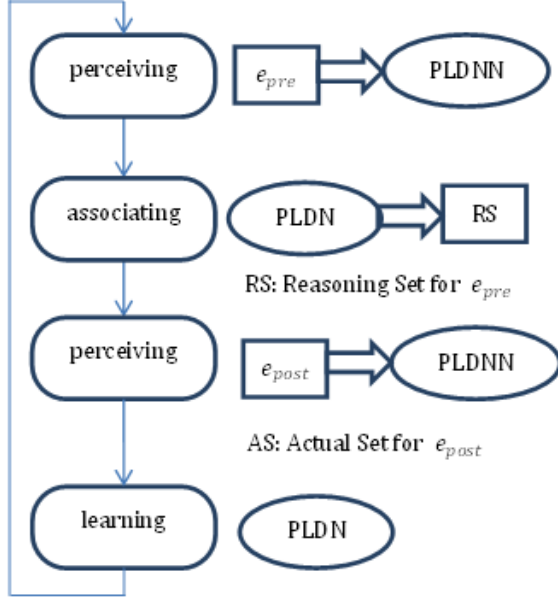 perceiving
e_pre
PLDNN
associating
PLDN
RS
RS: Reasoning Set for e_pre
perceiving
e_post
PLDNN
AS: Actual Set for e_post
learning
PLDN